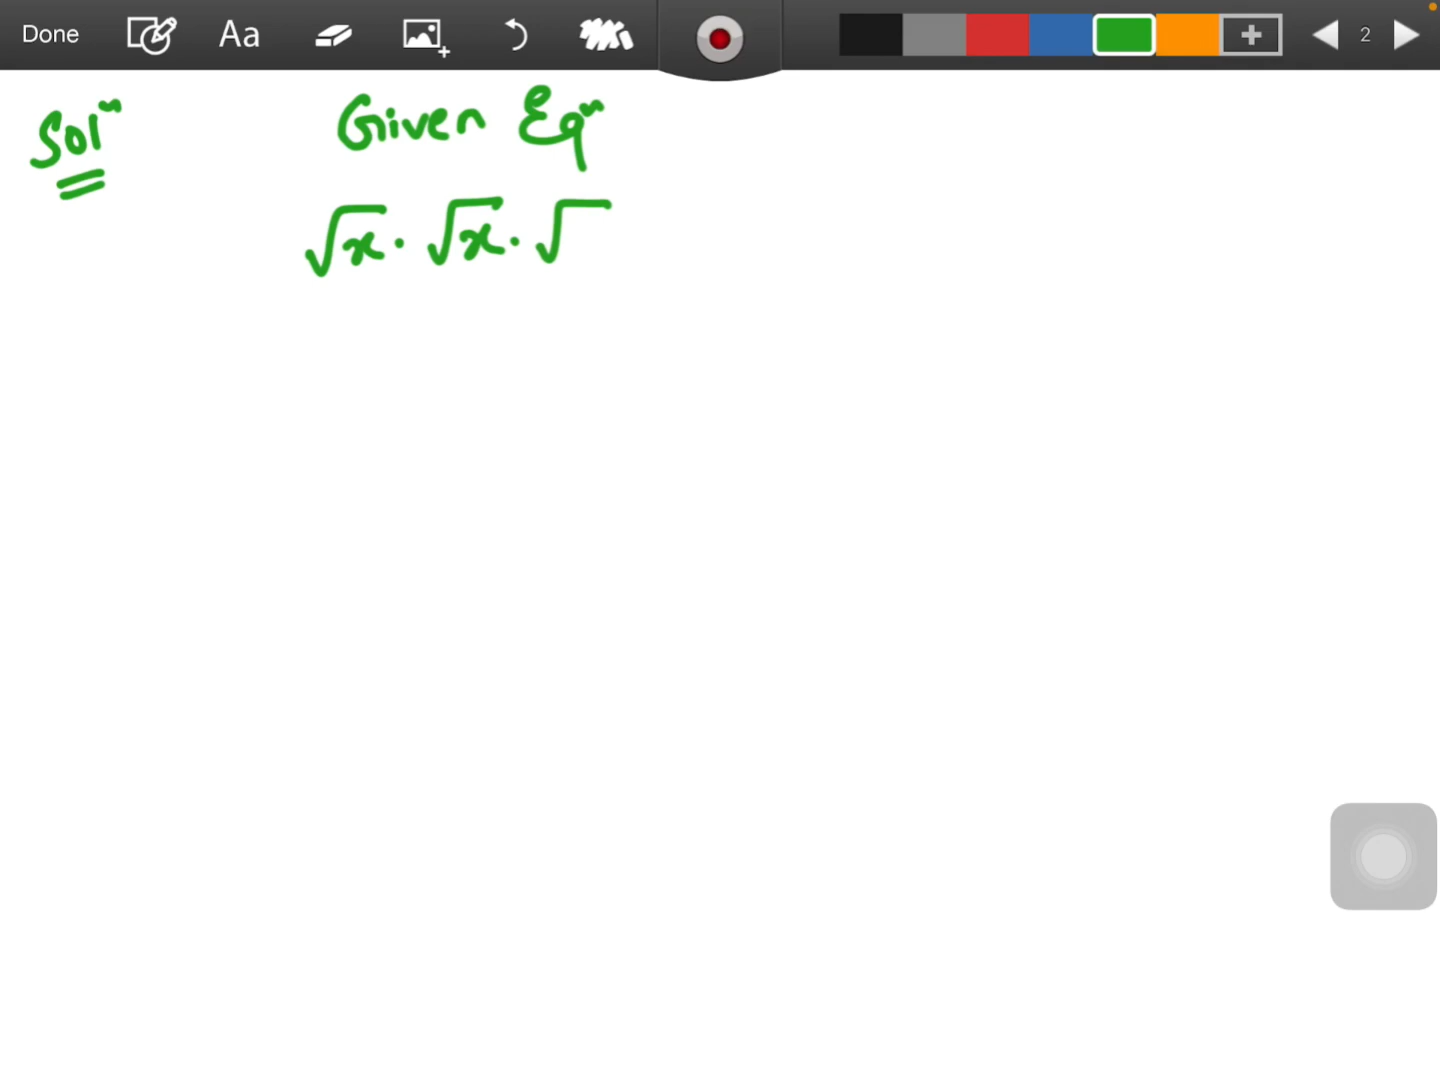 Done Aa 2
Solⁿ Given Eqⁿ
√x · √x · √